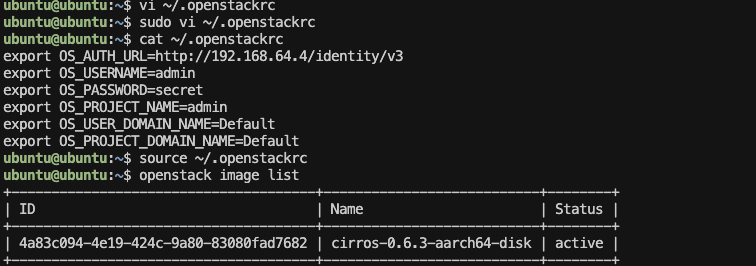 ubuntu@ubuntu:~$ vi ~/.openstackrc
ubuntu@ubuntu:~$ sudo vi ~/.openstackrc
ubuntu@ubuntu:~$ cat ~/.openstackrc
export OS_AUTH_URL=http://192.168.64.4/identity/v3
export OS_USERNAME=admin
export OS_PASSWORD=secret
export OS_PROJECT_NAME=admin
export OS_USER_DOMAIN_NAME=Default
export OS_PROJECT_DOMAIN_NAME=Default
ubuntu@ubuntu:~$ source ~/.openstackrc
ubuntu@ubuntu:~$ openstack image list
+--------------------------------------+--------------------------+--------+
| ID                                   | Name                     | Status |
+--------------------------------------+--------------------------+--------+
| 4a83c094-4e19-424c-9a80-83080fad7682 | cirros-0.6.3-aarch64-disk | active |
+--------------------------------------+--------------------------+--------+